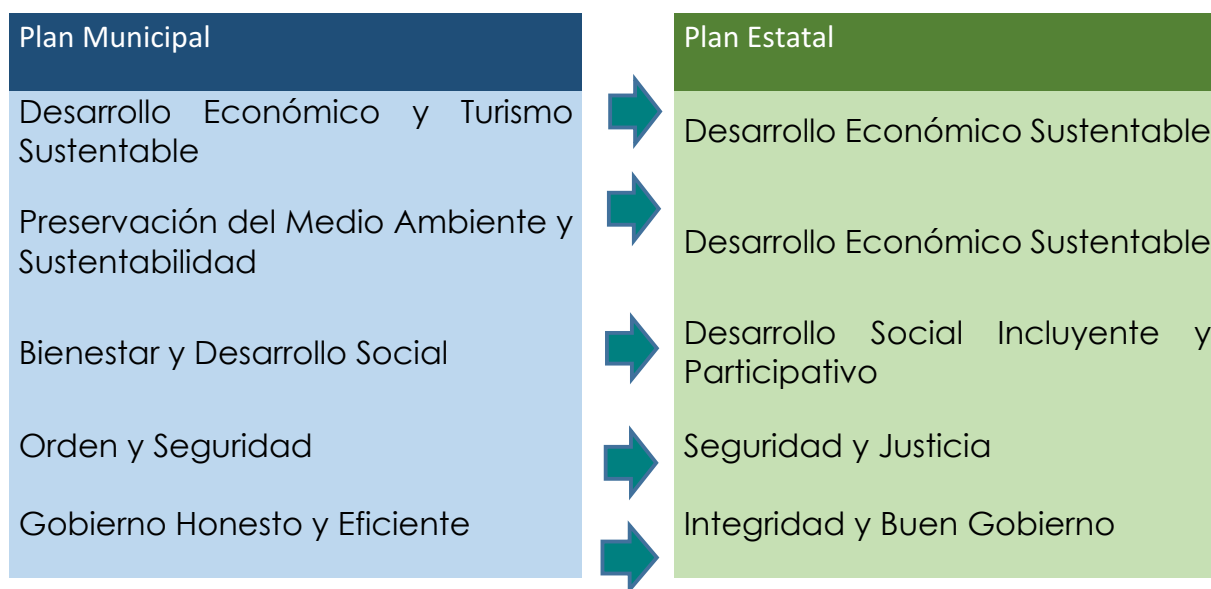 Plan Municipal
Plan Estatal
Desarrollo Económico y Turismo
Sustentable
Desarrollo Económico Sustentable
Preservación del Medio Ambiente y
Sustentabilidad
Desarrollo Económico Sustentable
Bienestar y Desarrollo Social
Desarrollo Social Incluyente y
Participativo
Orden y Seguridad
Seguridad y Justicia
Gobierno Honesto y Eficiente
Integridad y Buen Gobierno